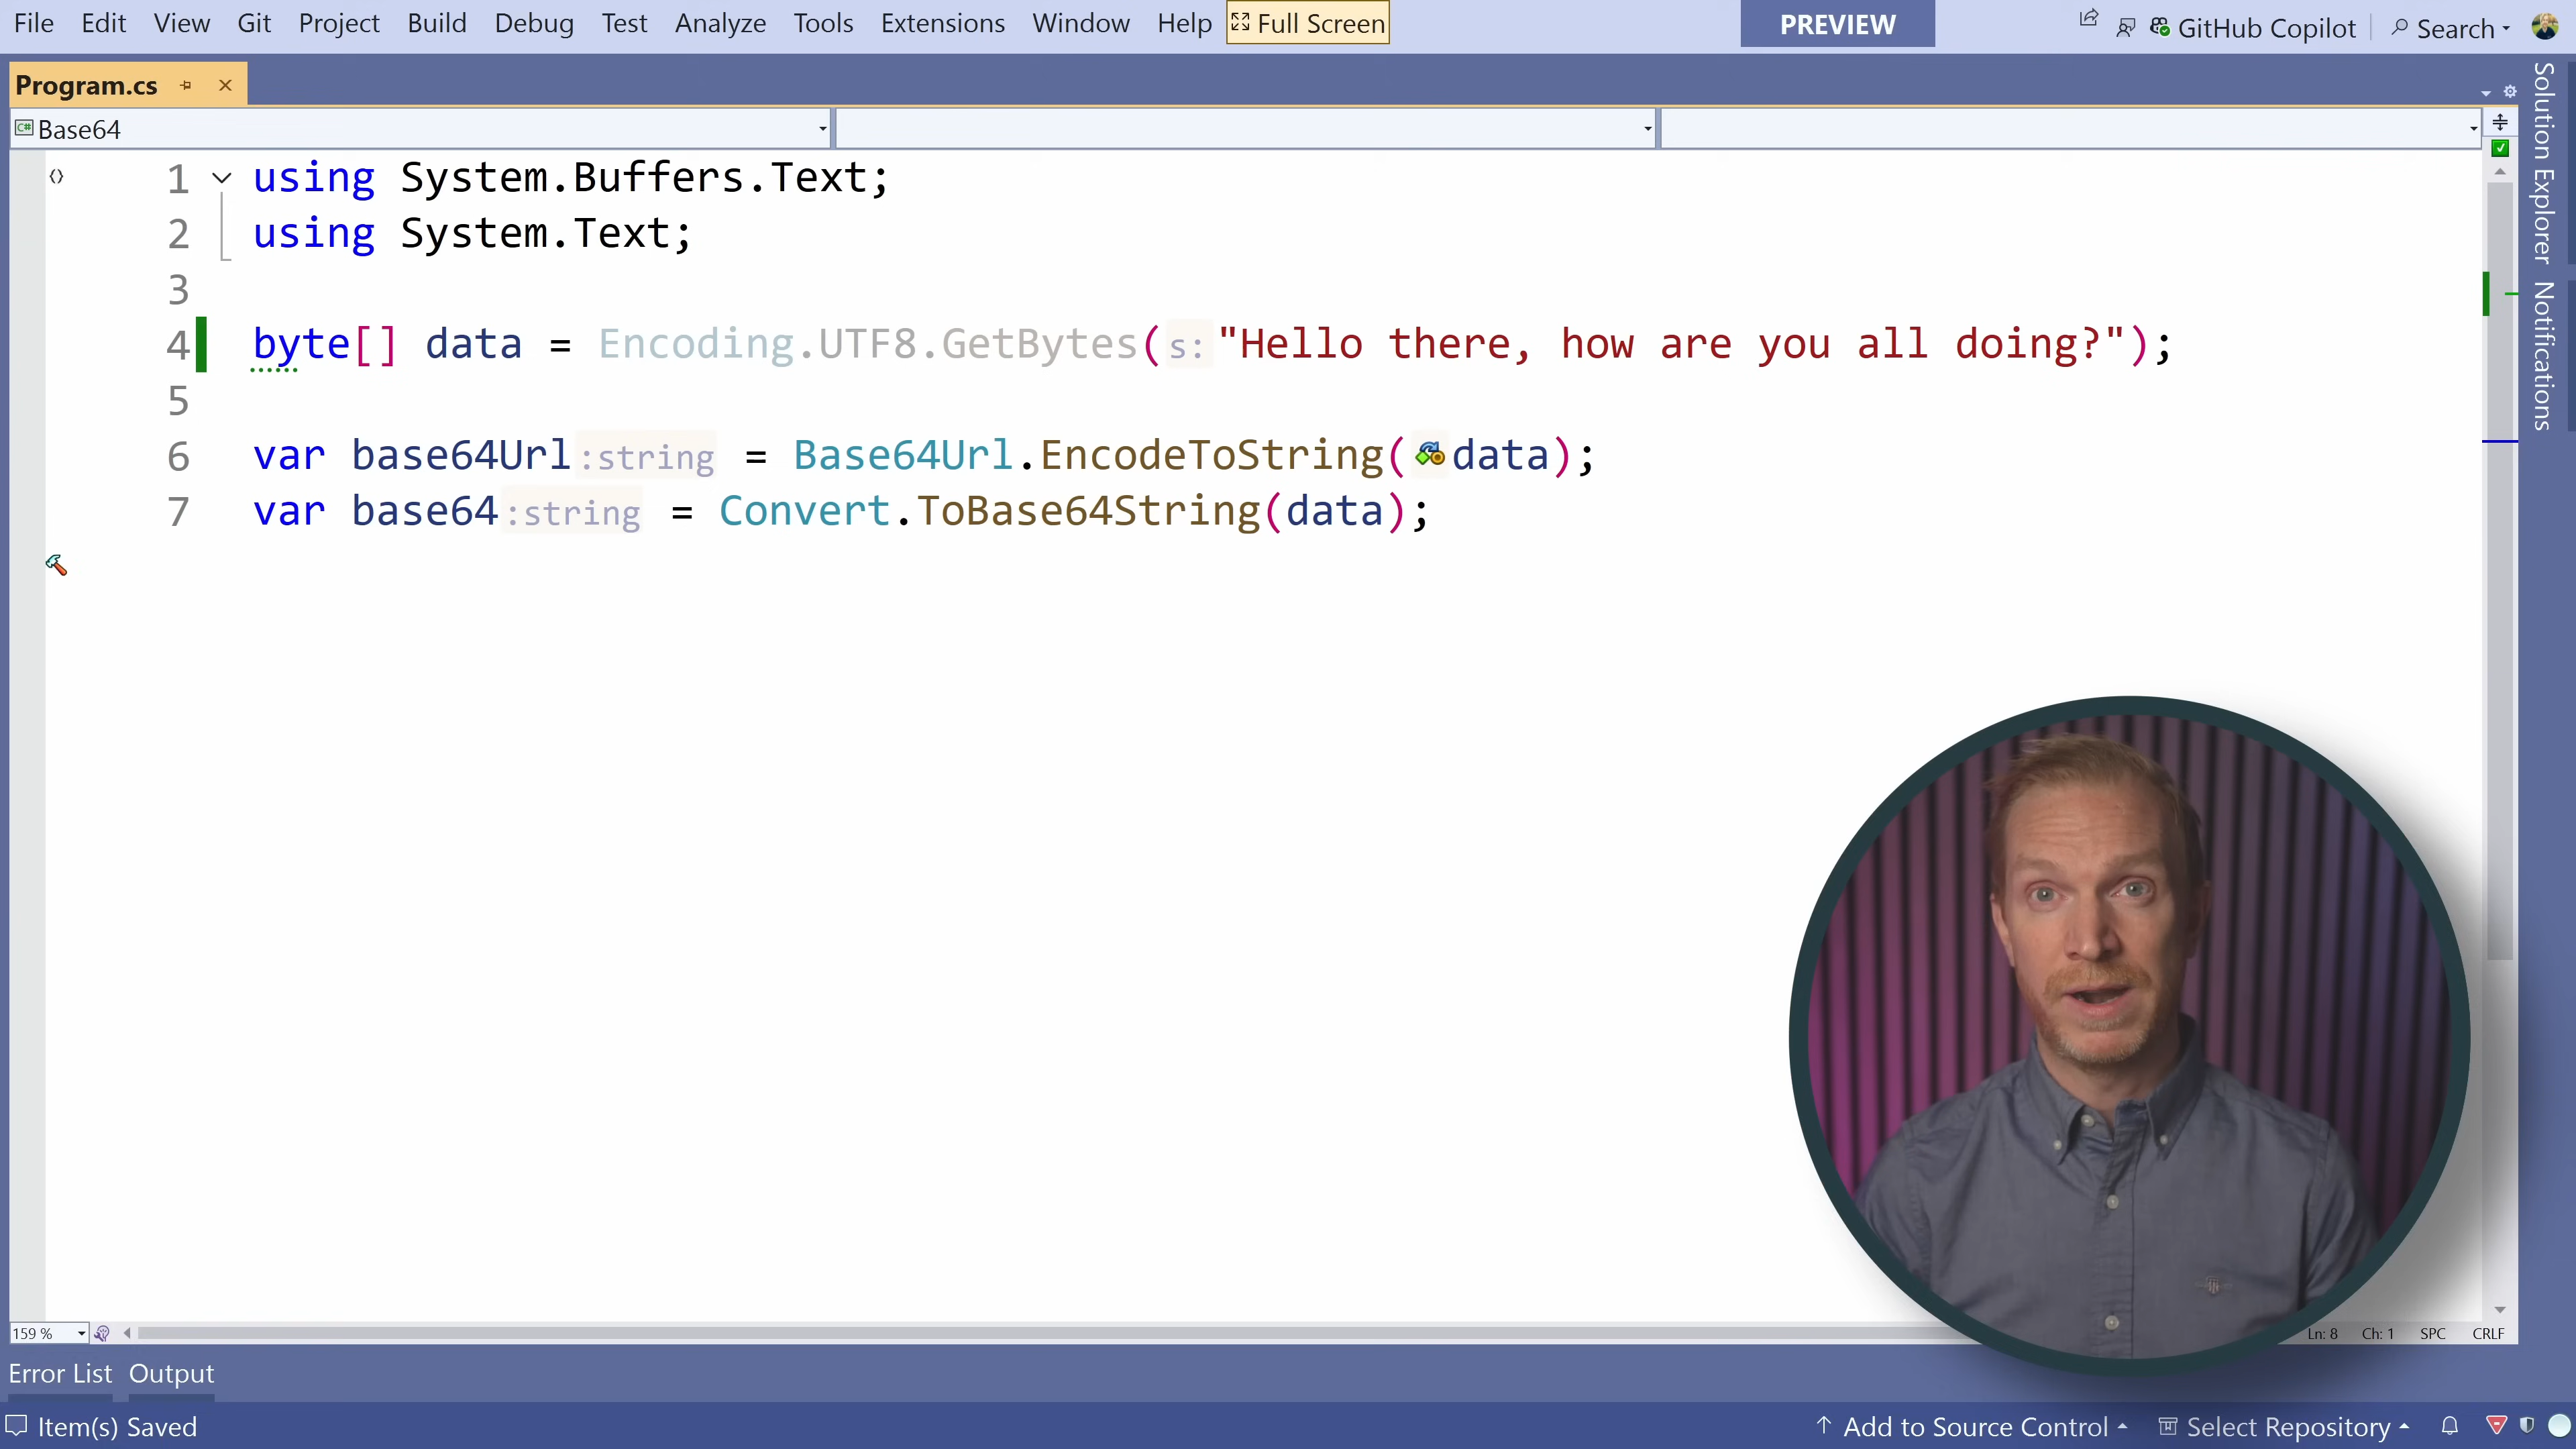 File Edit View Git Project Build Debug Test Analyze Tools Extensions Window Help Full Screen PREVIEW GitHub Copilot Search
Program.cs
C# Base64
1 using System.Buffers.Text;
2 using System.Text;
3
4 byte[] data = Encoding.UTF8.GetBytes(s:"Hello there, how are you all doing?");
5
6 var base64Url:string = Base64Url.EncodeToString(data);
7 var base64:string = Convert.ToBase64String(data);
Solution Explorer
Notifications
159 % Ln: 8 Ch: 1 SPC CRLF
Error List Output
Item(s) Saved Add to Source Control Select Repository